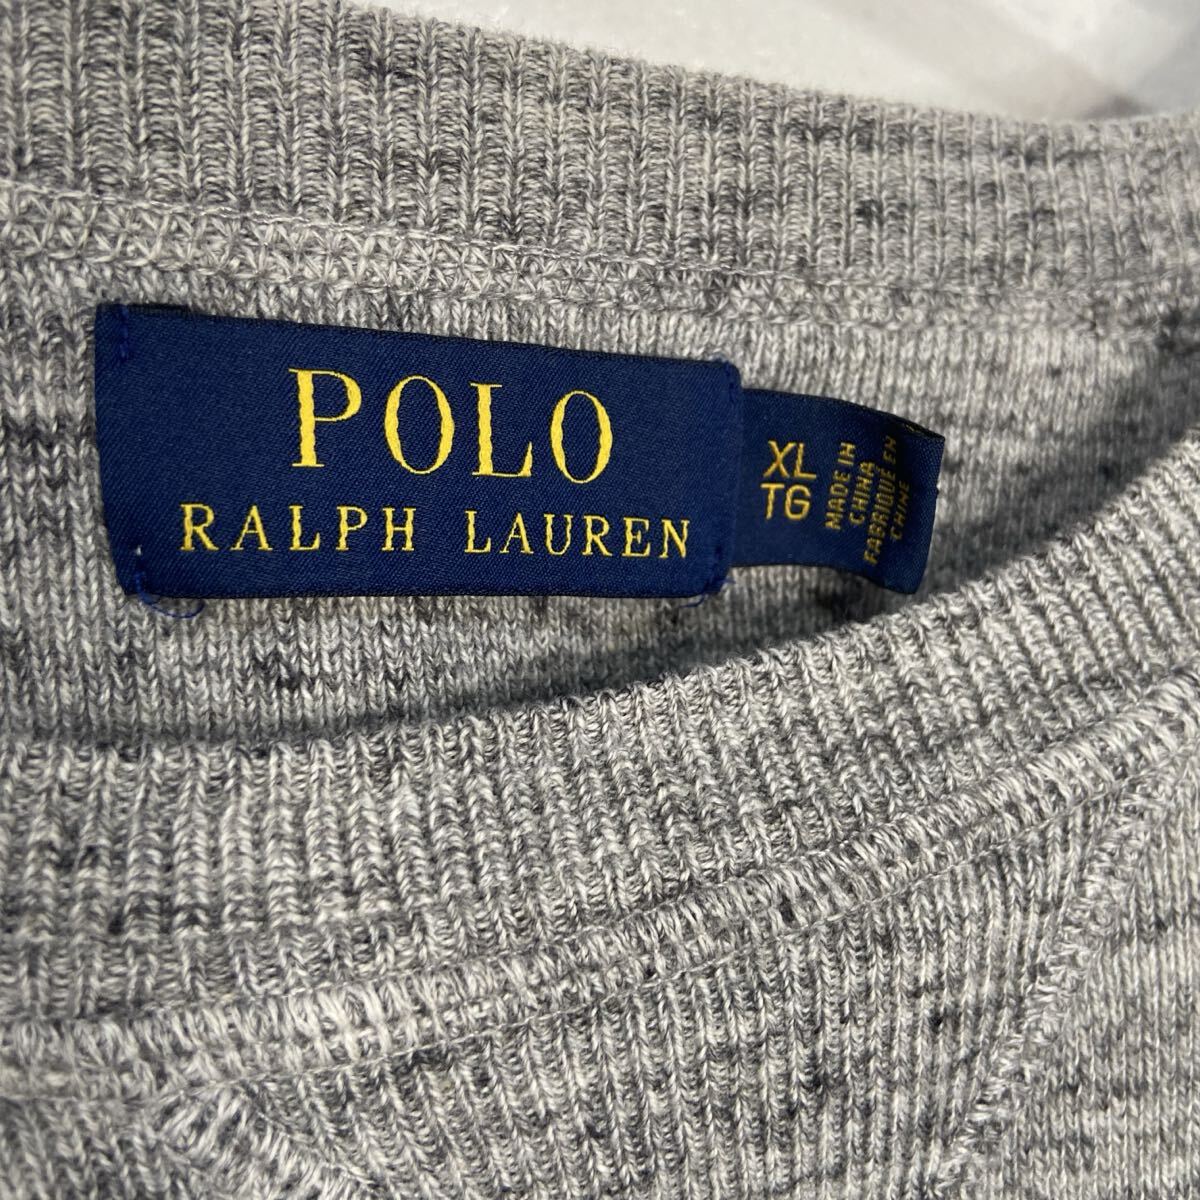 POLO
RALPH LAUREN
XL
TG
MADE IN
CHINA
FABRIQUÉ EN
CHINE